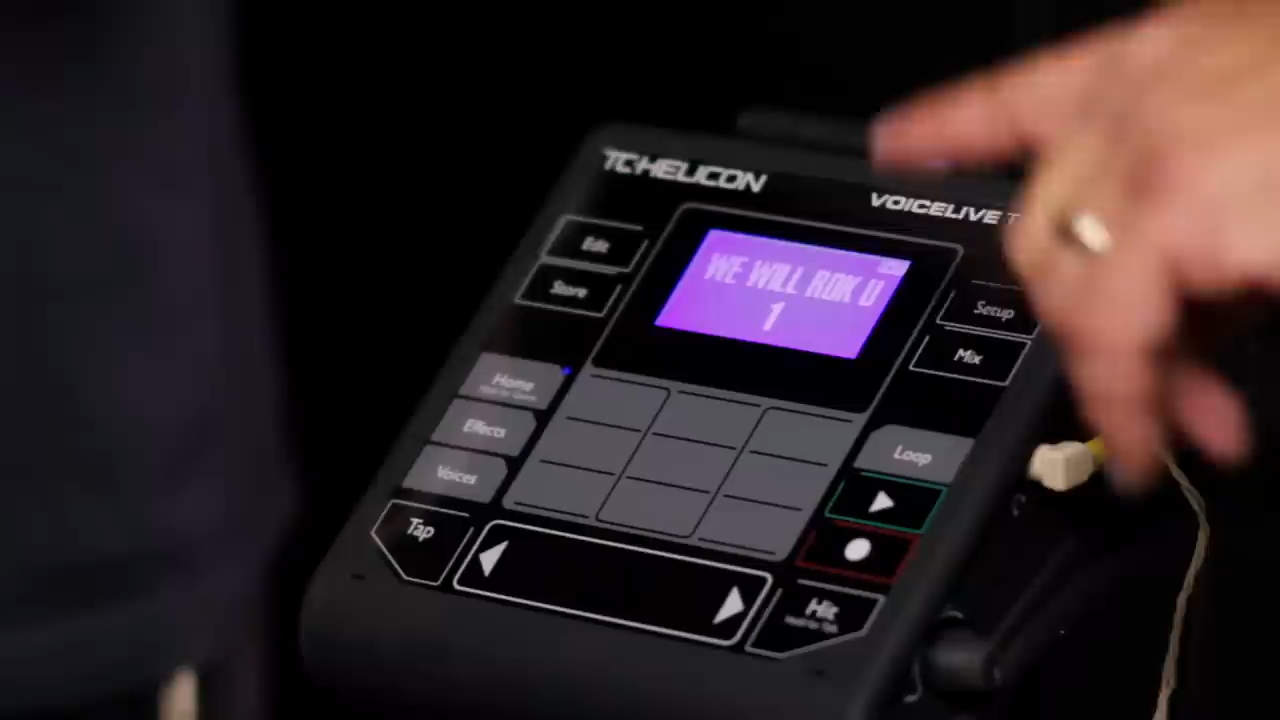 TC·HELICON
VOICELIVE T
Edit
Store
WE WILL ROK U
1
Setup
Mix
Home
Effects
Voices
Loop
Tap
Hit